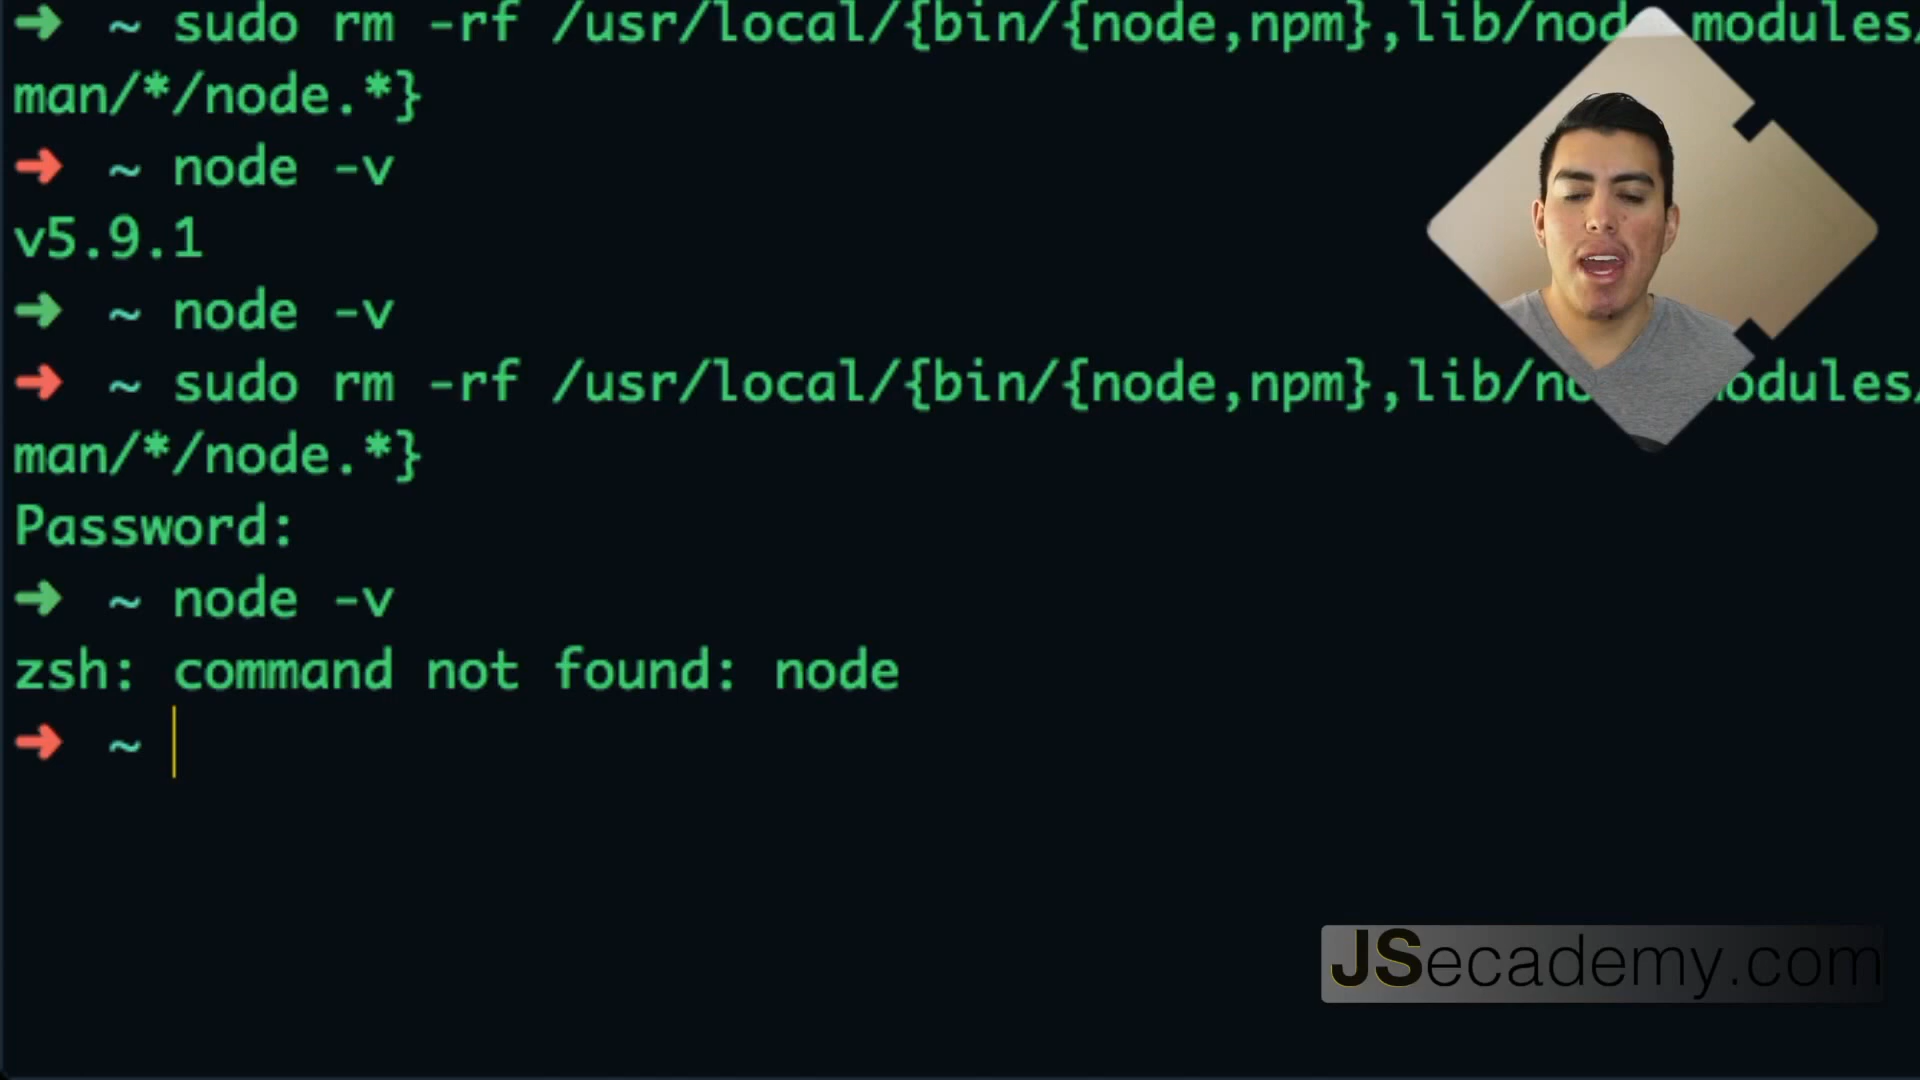 ➜ ~ sudo rm -rf /usr/local/{bin/{node,npm},lib/nod modules/
man/*/node.*}
➜ ~ node -v
v5.9.1
➜ ~ node -v
➜ ~ sudo rm -rf /usr/local/{bin/{node,npm},lib/no odules/
man/*/node.*}
Password:
➜ ~ node -v
zsh: command not found: node
➜ ~
JSecademy.com